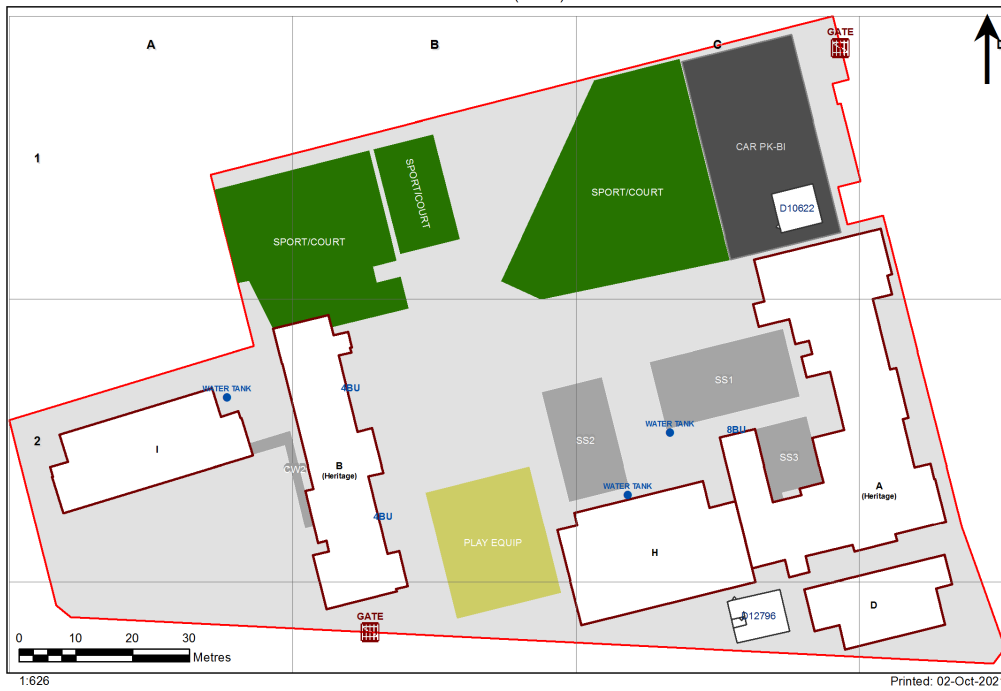 A
B
C
GATE
1
CAR PK-BI
SPORT/COURT
SPORT/COURT
SPORT/COURT
D10622
WATER TANK
4BU
SS1
2
WATER TANK
8BU
SS2
I
CW2
B
(Heritage)
SS3
WATER TANK
A
(Heritage)
4BU
PLAY EQUIP
H
D
GATE
D12796
0 10 20 30
Metres
1:626
Printed: 02-Oct-202